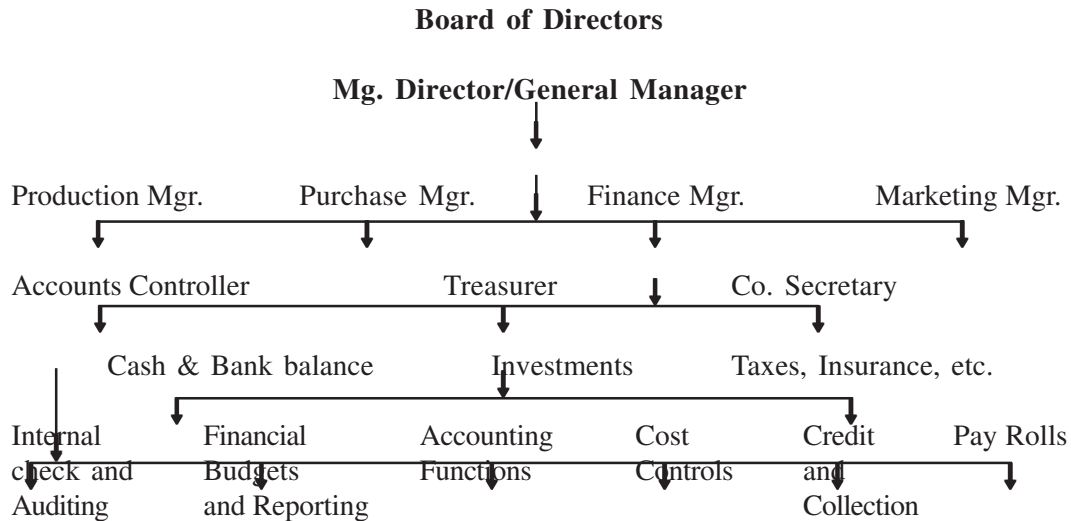 Board of Directors
Mg. Director/General Manager
Production Mgr. Purchase Mgr. Finance Mgr. Marketing Mgr.
Accounts Controller Treasurer Co. Secretary
Cash & Bank balance Investments Taxes, Insurance, etc.
Internal Financial Accounting Cost Credit Pay Rolls
check and Budgets Functions Controls and
Auditing and Reporting Collection